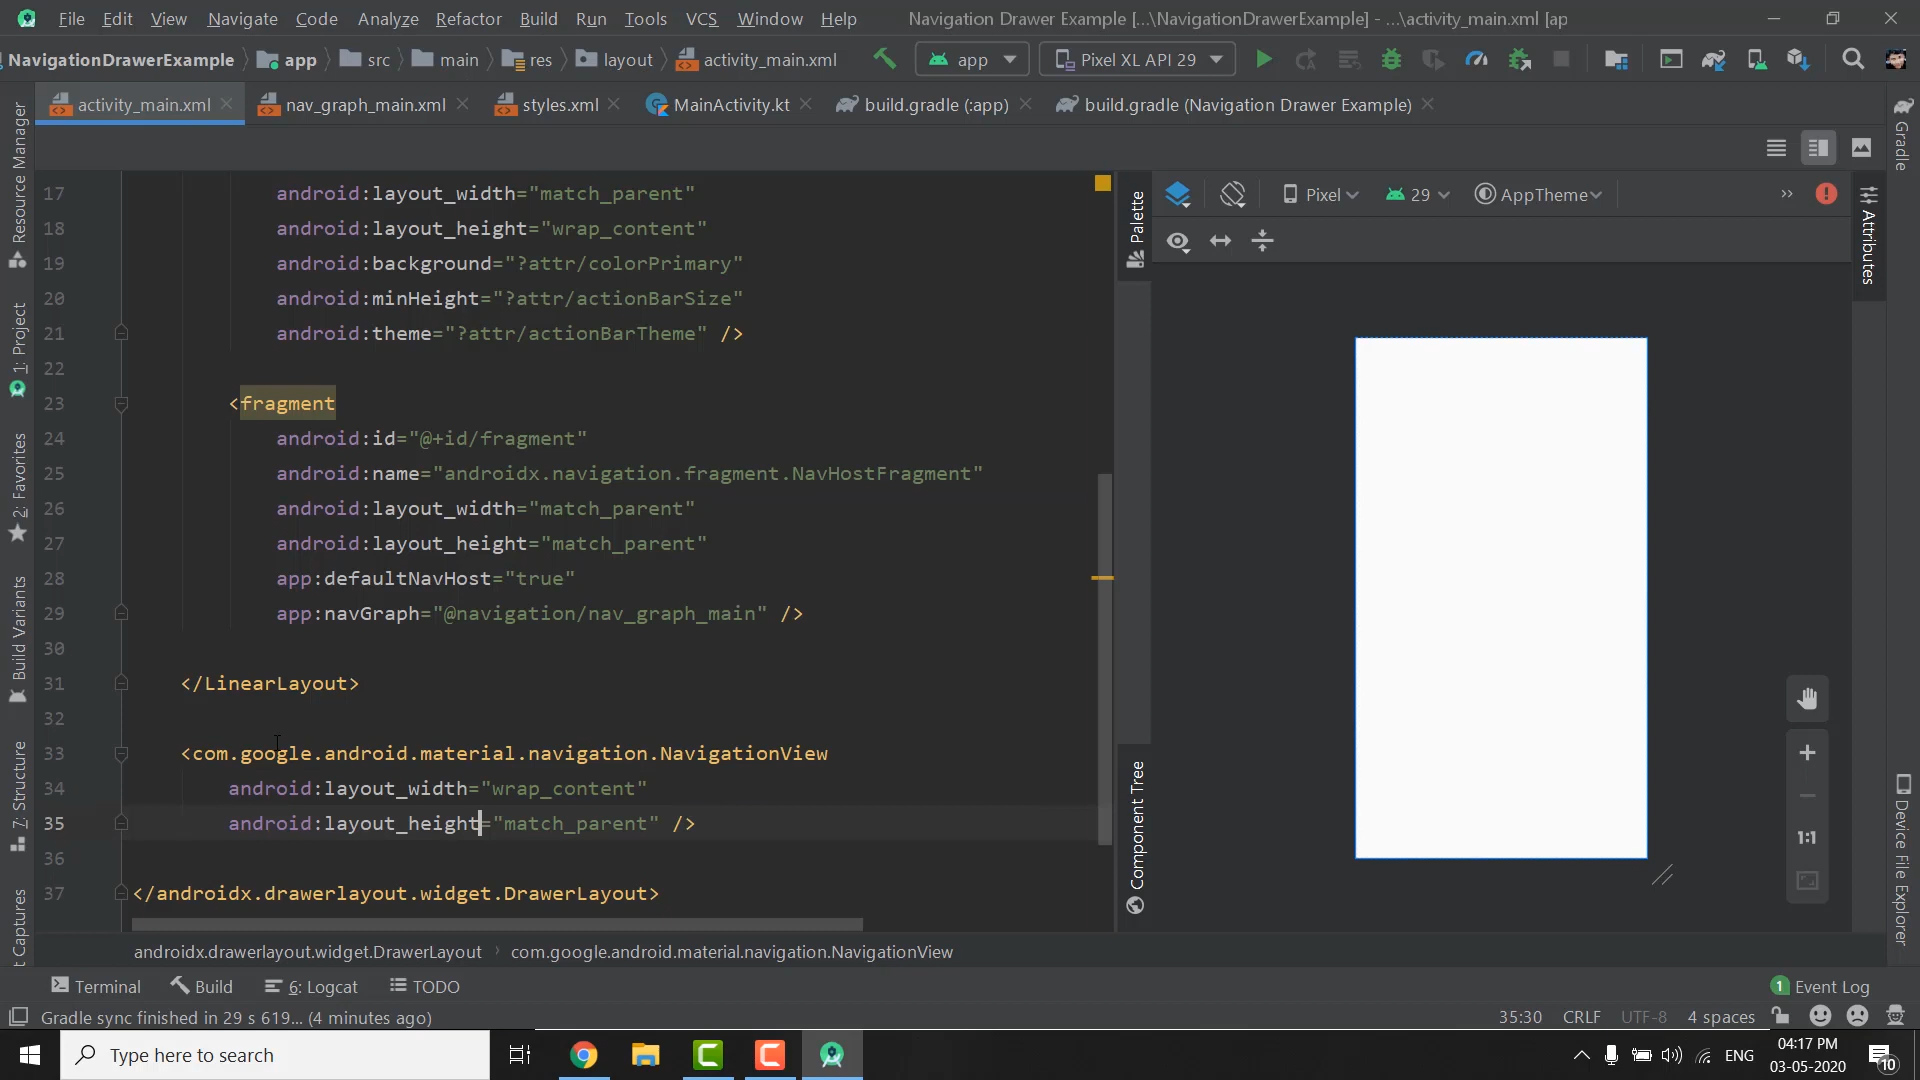 File Edit View Navigate Code Analyze Refactor Build Run Tools VCS Window Help Navigation Drawer Example [...\NavigationDrawerExample] - ...\activity_main.xml [ap
NavigationDrawerExample app src main res layout activity_main.xml app Pixel XL API 29
activity_main.xml nav_graph_main.xml styles.xml MainActivity.kt build.gradle (:app) build.gradle (Navigation Drawer Example)
Resource Manager
1: Project
2: Favorites
Build Variants
7: Structure
t Captures
17 android:layout_width="match_parent"
18 android:layout_height="wrap_content"
19 android:background="?attr/colorPrimary"
20 android:minHeight="?attr/actionBarSize"
21 android:theme="?attr/actionBarTheme" />
22
23 <fragment
24 android:id="@+id/fragment"
25 android:name="androidx.navigation.fragment.NavHostFragment"
26 android:layout_width="match_parent"
27 android:layout_height="match_parent"
28 app:defaultNavHost="true"
29 app:navGraph="@navigation/nav_graph_main" />
30
31 </LinearLayout>
32
33 <com.google.android.material.navigation.NavigationView
34 android:layout_width="wrap_content"
35 android:layout_height="match_parent" />
36
37 </androidx.drawerlayout.widget.DrawerLayout>
androidx.drawerlayout.widget.DrawerLayout › com.google.android.material.navigation.NavigationView
Palette
Component Tree
Pixel 29 AppTheme >>
1:1
Gradle
Attributes
Device File Explorer
Terminal Build 6: Logcat TODO 1 Event Log
Gradle sync finished in 29 s 619... (4 minutes ago) 35:30 CRLF UTF-8 4 spaces
Type here to search ENG 04:17 PM
03-05-2020 10